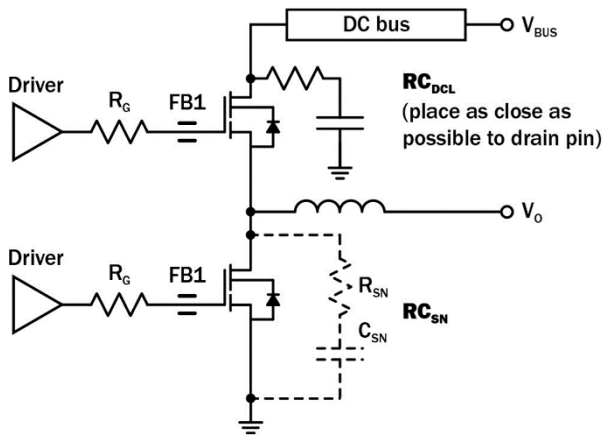 DC bus
V_BUS
Driver
R_G
FB1
RC_DCL
(place as close as
possible to drain pin)
V_O
Driver
R_G
FB1
R_SN
C_SN
RC_SN